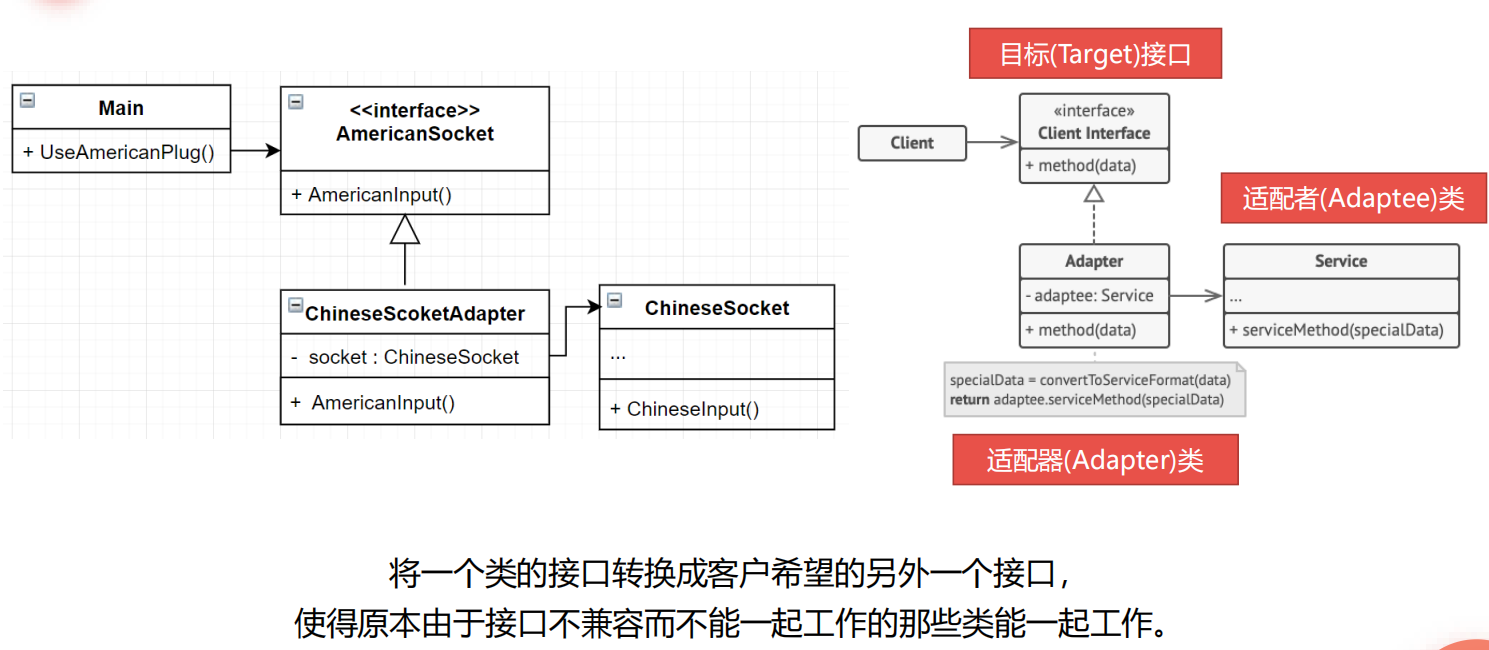 Main
+ UseAmericanPlug()
<<interface>>
AmericanSocket
+ AmericanInput()
ChineseScoketAdapter
- socket : ChineseSocket
+ AmericanInput()
ChineseSocket
...
+ ChineseInput()
目标(Target)接口
Client
«interface»
Client Interface
+ method(data)
适配者(Adaptee)类
Adapter
- adaptee: Service
+ method(data)
Service
...
+ serviceMethod(specialData)
specialData = convertToServiceFormat(data)
return adaptee.serviceMethod(specialData)
适配器(Adapter)类
将一个类的接口转换成客户希望的另外一个接口，
使得原本由于接口不兼容而不能一起工作的那些类能一起工作。